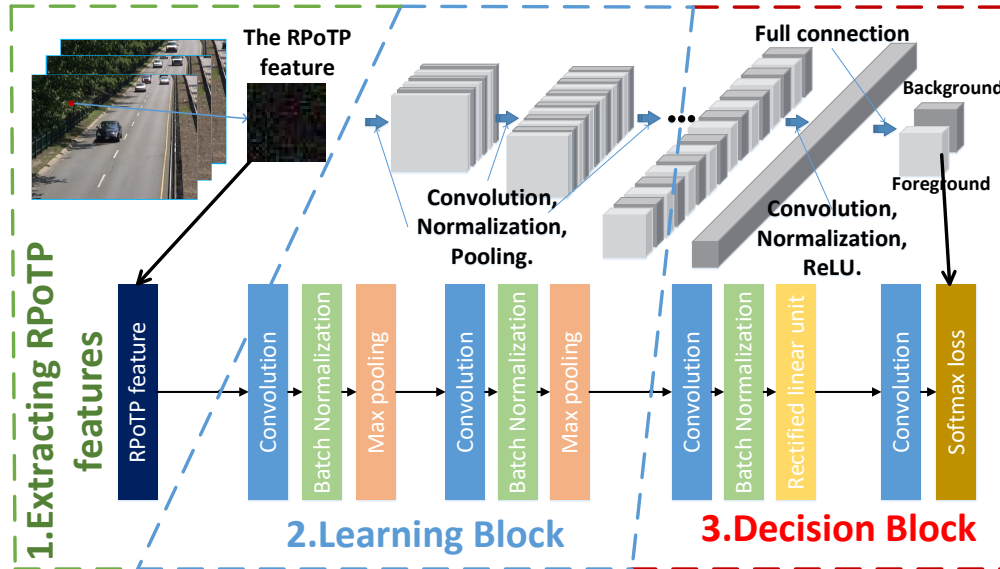 The RPoTP
feature
Full connection
Background
Foreground
Convolution,
Normalization,
Pooling.
Convolution,
Normalization,
ReLU.
1.Extracting RPoTP
features
RPoTP feature
Convolution
Batch Normalization
Max pooling
Convolution
Batch Normalization
Max pooling
Convolution
Batch Normalization
Rectified linear unit
Convolution
Softmax loss
2.Learning Block
3.Decision Block